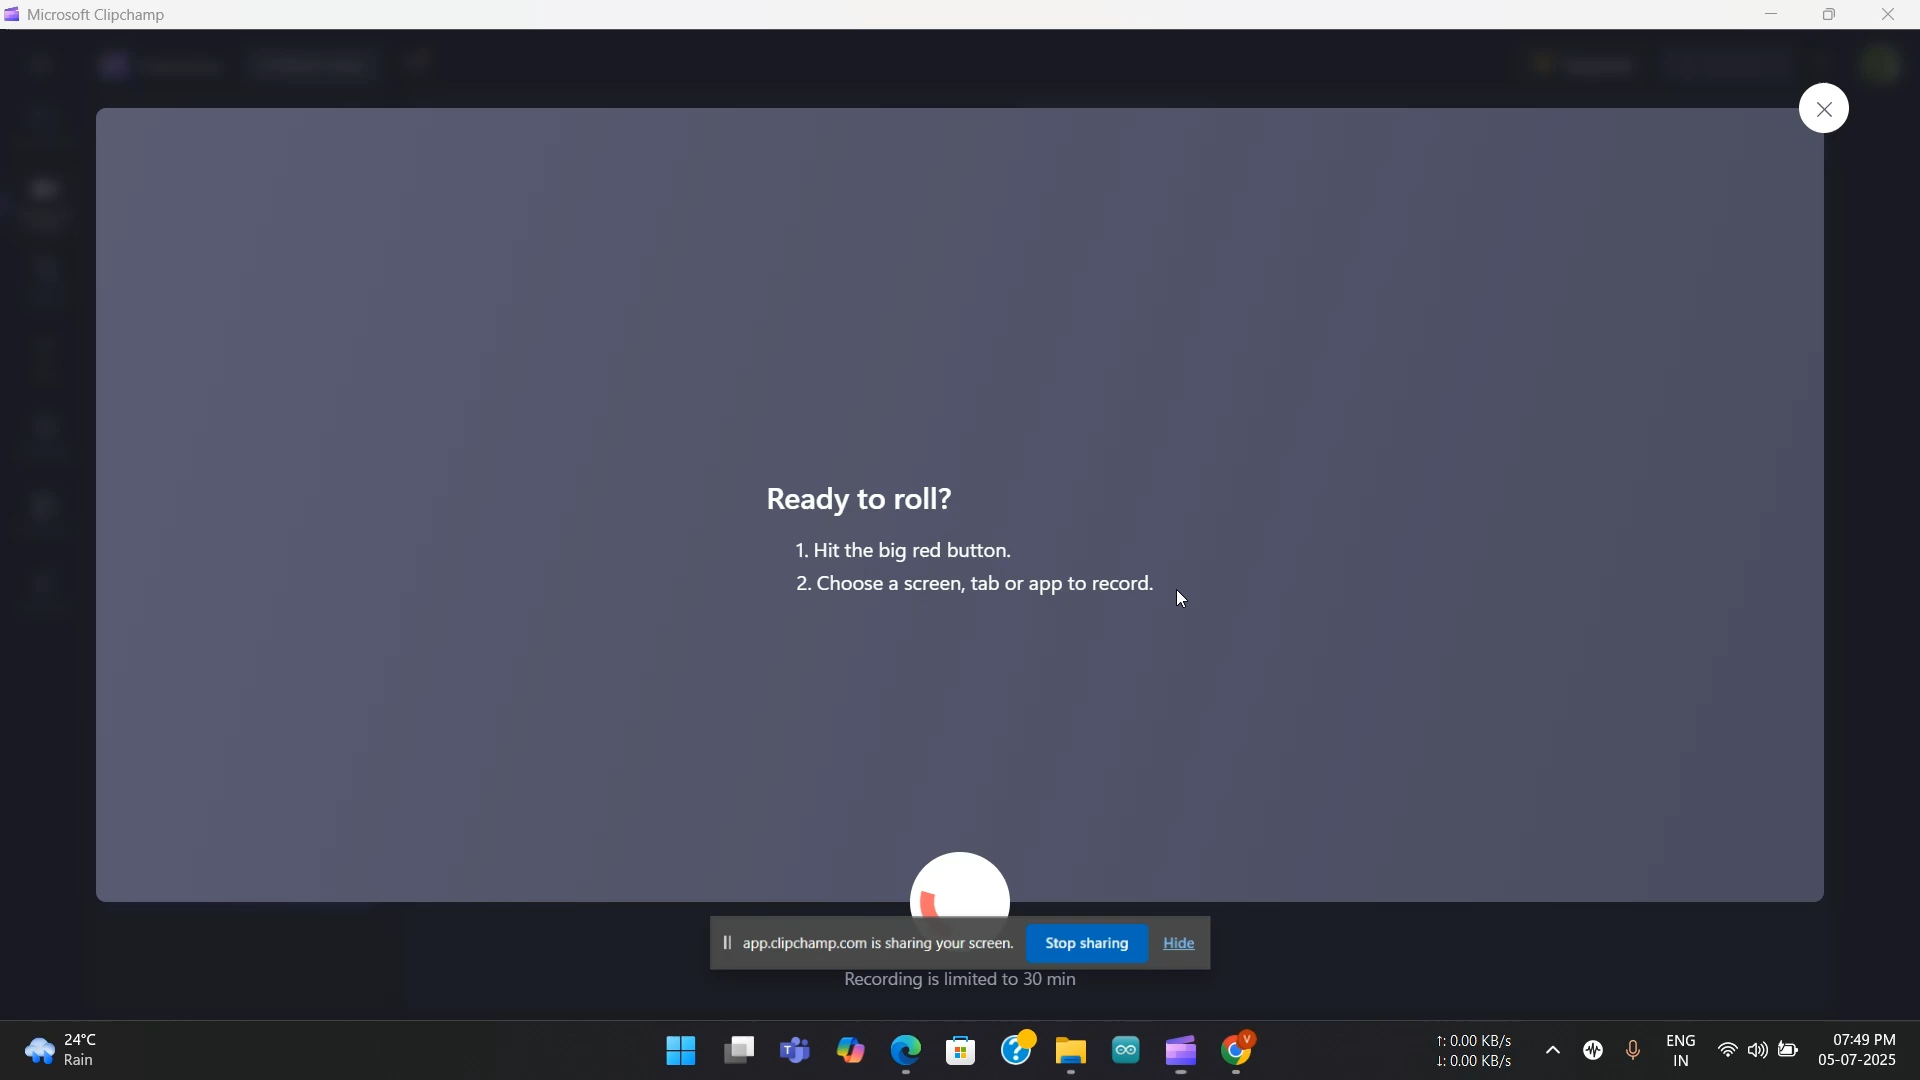 Microsoft Clipchamp
Ready to roll?
1. Hit the big red button.
2. Choose a screen, tab or app to record.
app.clipchamp.com is sharing your screen.
Stop sharing
Hide
Recording is limited to 30 min
24°C
Rain
V
↑: 0.00 KB/s
↓: 0.00 KB/s
ENG
IN
07:49 PM
05-07-2025